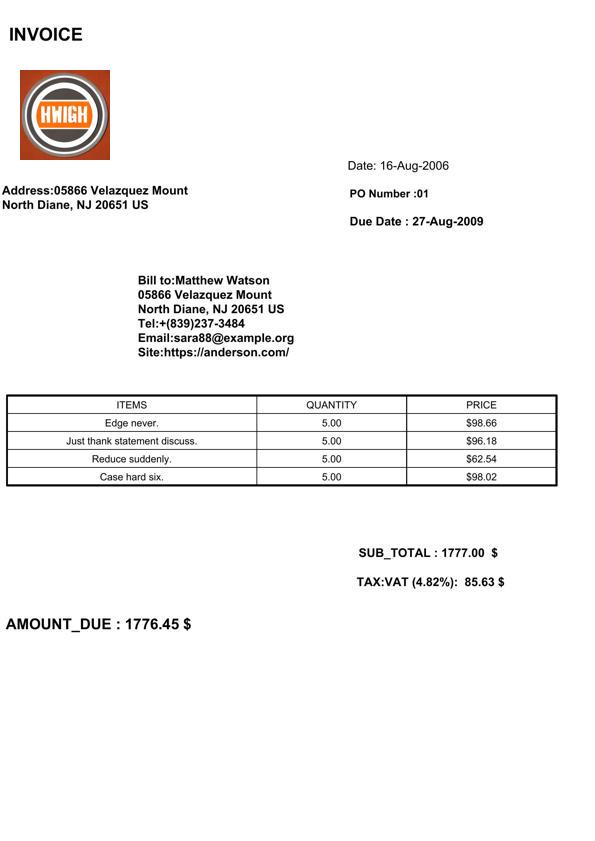 INVOICE
HWIGH
Date: 16-Aug-2006
Address:05866 Velazquez Mount
North Diane, NJ 20651 US
PO Number :01
Due Date : 27-Aug-2009
Bill to:Matthew Watson
05866 Velazquez Mount
North Diane, NJ 20651 US
Tel:+(839)237-3484
Email:sara88@example.org
Site:https://anderson.com/
ITEMS QUANTITY PRICE
Edge never. 5.00 $98.66
Just thank statement discuss. 5.00 $96.18
Reduce suddenly. 5.00 $62.54
Case hard six. 5.00 $98.02
SUB_TOTAL : 1777.00 $
TAX:VAT (4.82%): 85.63 $
AMOUNT_DUE : 1776.45 $